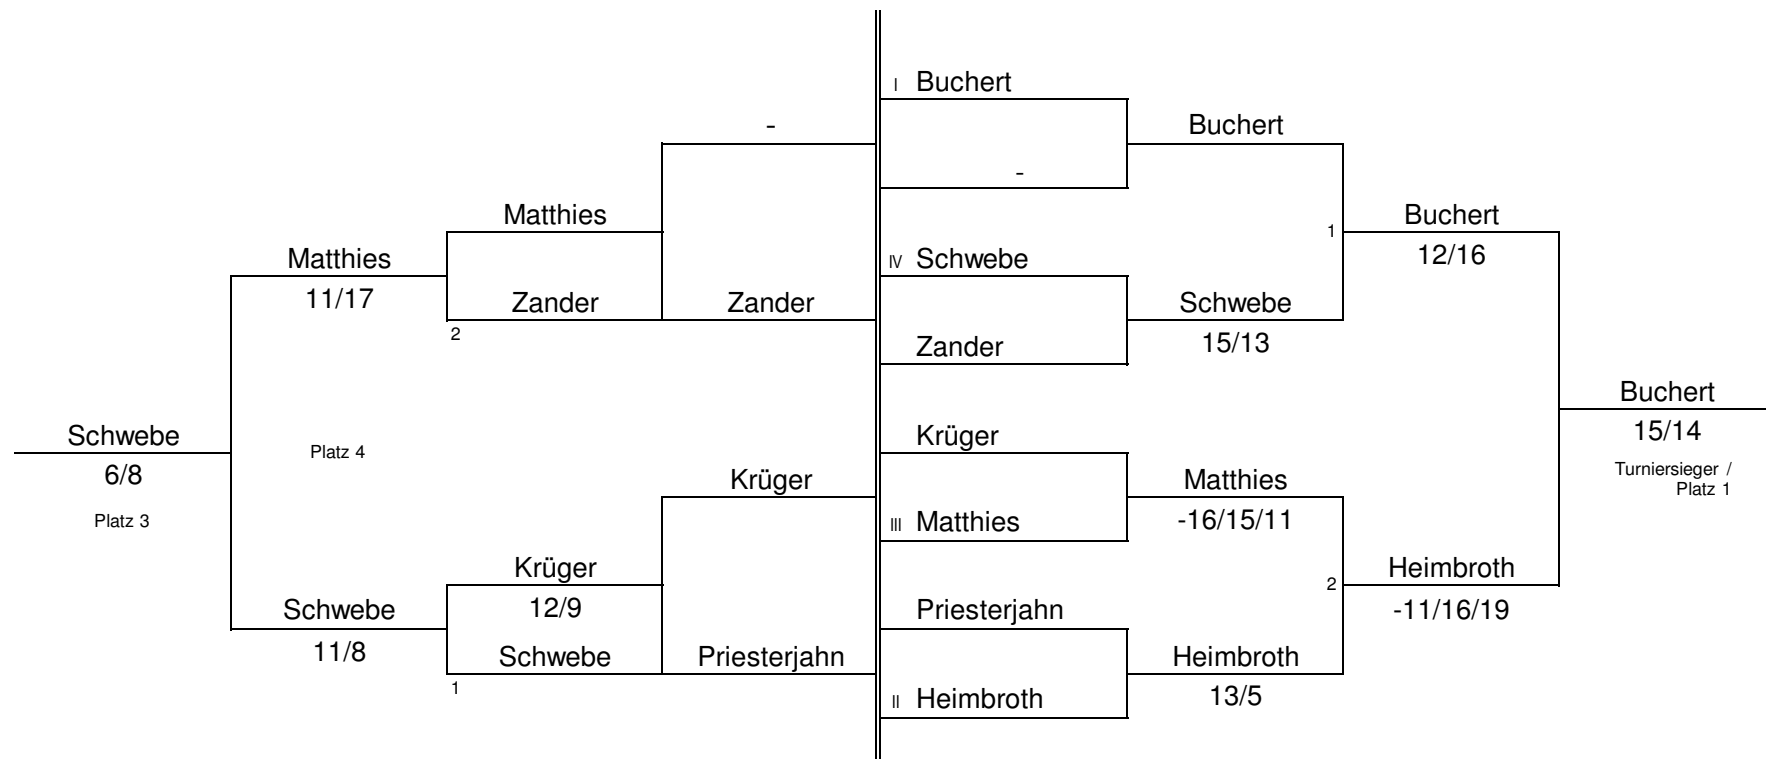 I Buchert
-
Buchert
-
Matthies
Buchert
1
12/16
Matthies
IV Schwebe
11/17
Zander
Zander
Schwebe
2
15/13
Zander
Buchert
15/14
Schwebe
Platz 4
Krüger
6/8
Turniersieger /
Platz 1
Krüger
Matthies
Platz 3
III Matthies
-16/15/11
Krüger
Heimbroth
2
12/9
-11/16/19
Schwebe
Priesterjahn
11/8
Schwebe
Priesterjahn
Heimbroth
1
13/5
II Heimbroth